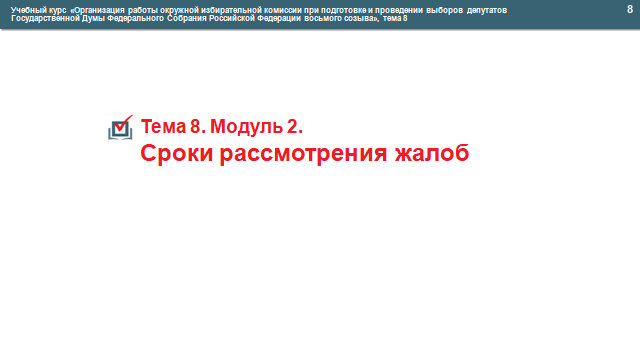 Учебный курс «Организация работы окружной избирательной комиссии при подготовке и проведении выборов депутатов
Государственной Думы Федерального Собрания Российской Федерации восьмого созыва», тема 8
8
Тема 8. Модуль 2.
Сроки рассмотрения жалоб